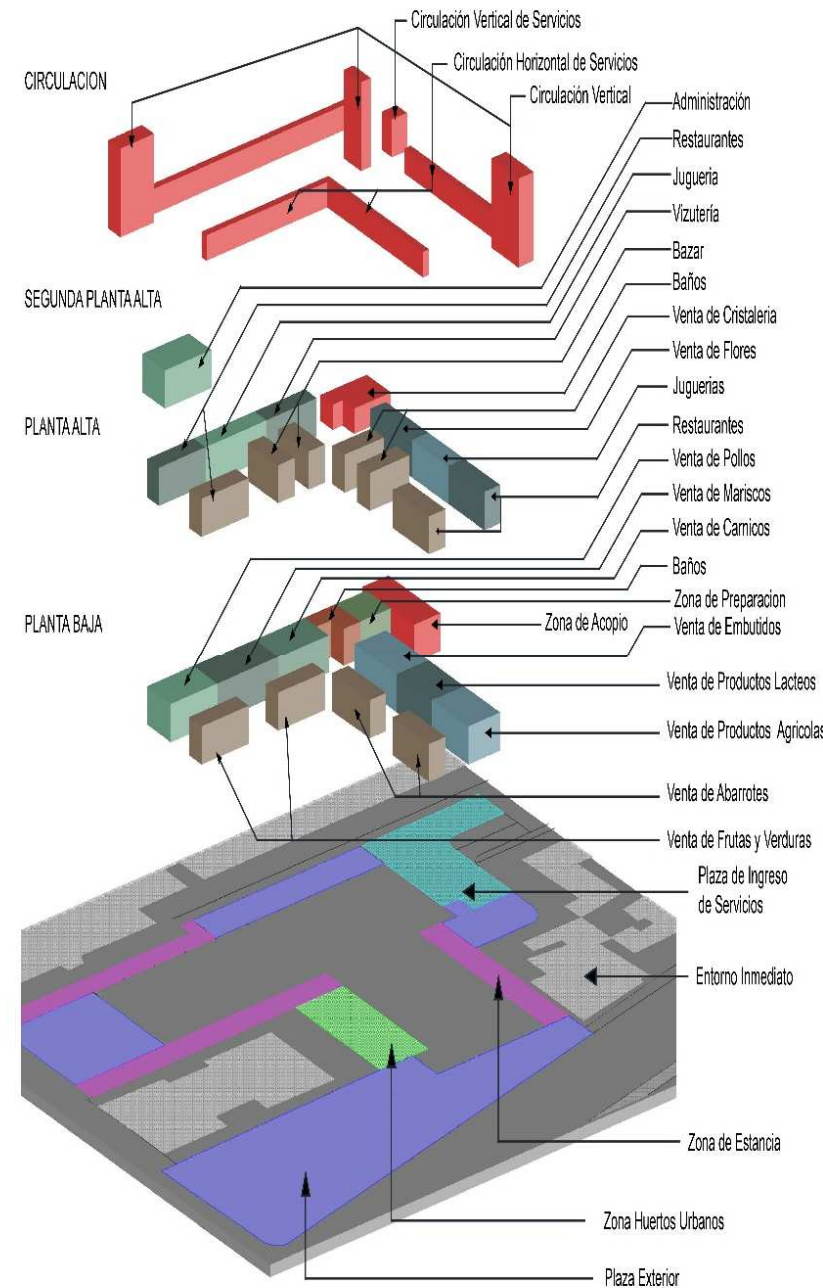 Circulación Vertical de Servicios
Circulación Horizontal de Servicios
CIRCULACION
Circulación Vertical
Administración
Restaurantes
Jugueria
Vizutería
Bazar
Baños
SEGUNDA PLANTA ALTA
Venta de Cristaleria
Venta de Flores
Juguerias
PLANTA ALTA
Restaurantes
Venta de Pollos
Venta de Mariscos
Venta de Carnicos
Baños
Zona de Preparacion
PLANTA BAJA
Zona de Acopio
Venta de Embutidos
Venta de Productos Lacteos
Venta de Productos Agricolas
Venta de Abarrotes
Venta de Frutas y Verduras
Plaza de Ingreso
de Servicios
Entorno Inmediato
Zona de Estancia
Zona Huertos Urbanos
Plaza Exterior